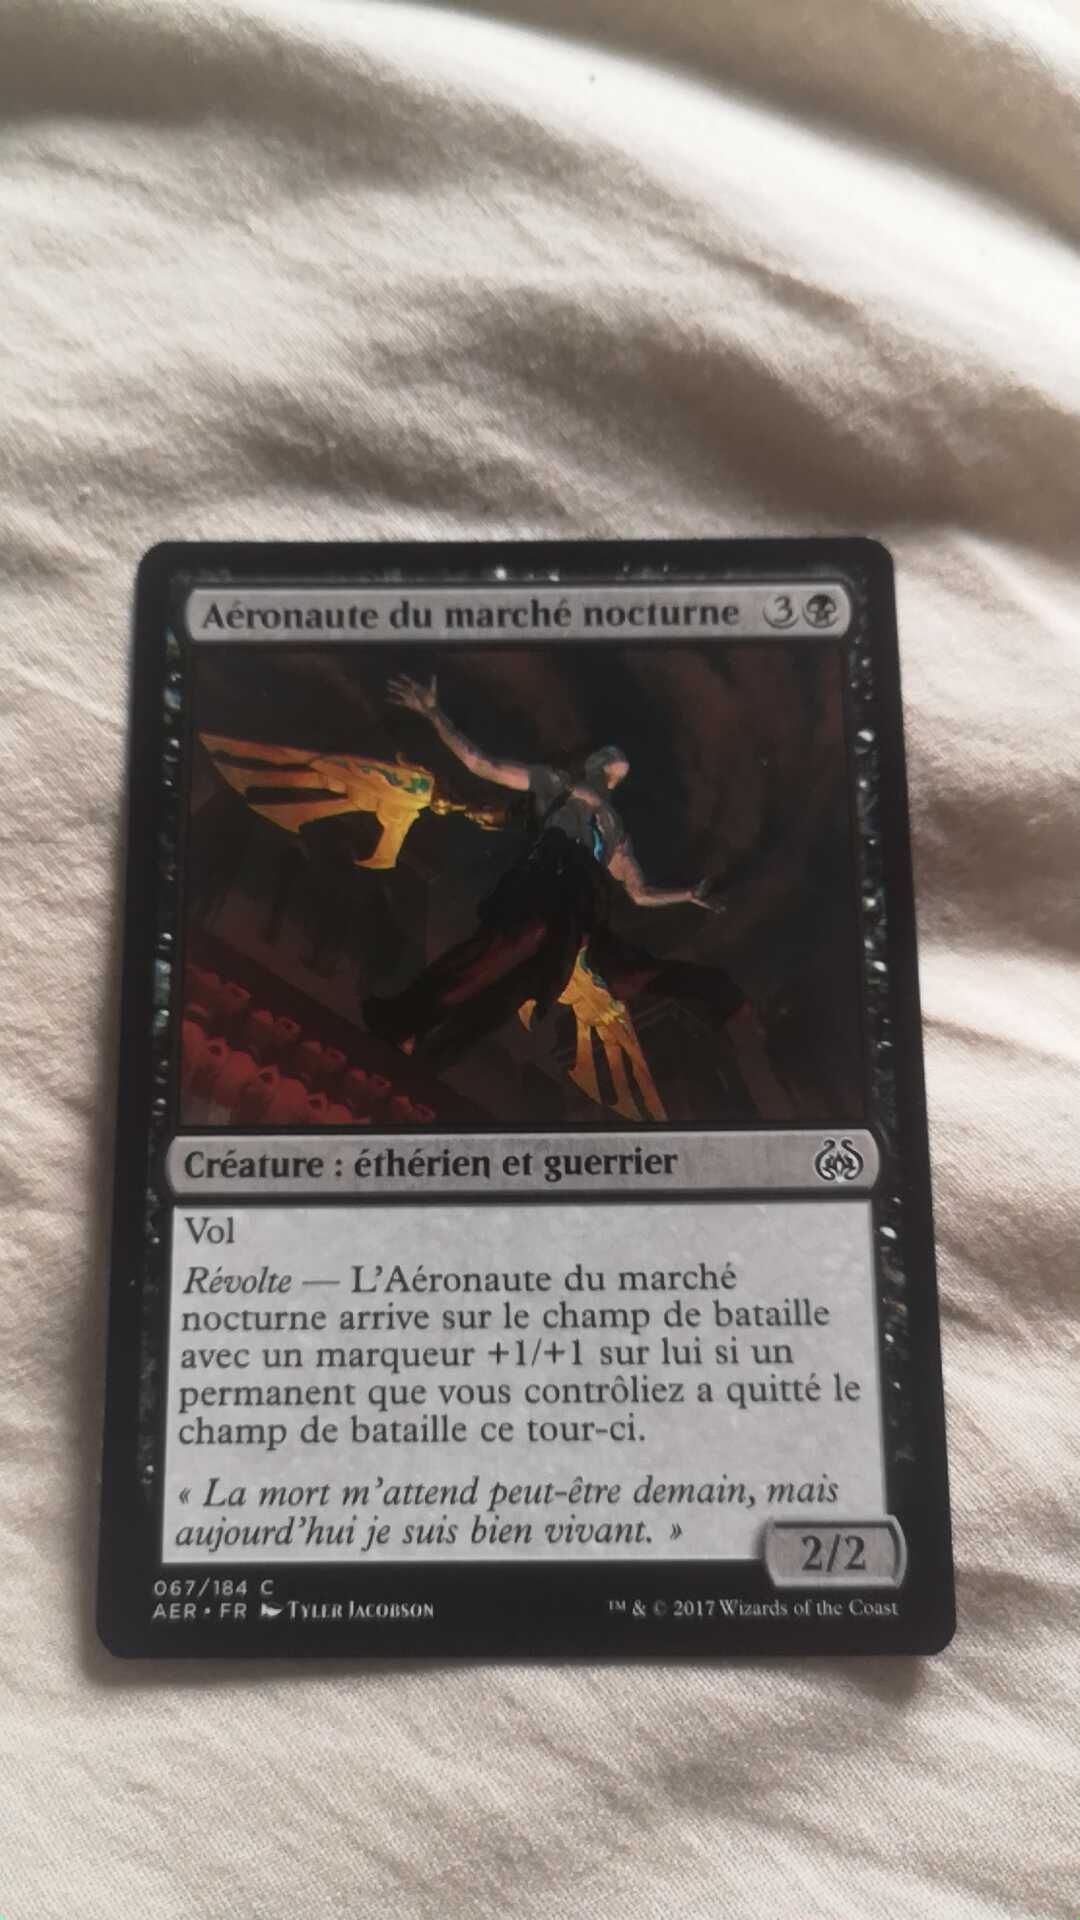 Aéronaute du marché nocturne 3
Créature : éthérien et guerrier
Vol
Révolte — L'Aéronaute du marché
nocturne arrive sur le champ de bataille
avec un marqueur +1/+1 sur lui si un
permanent que vous contrôliez a quitté le
champ de bataille ce tour-ci.
« La mort m'attend peut-être demain, mais
aujourd'hui je suis bien vivant. »
2/2
067/184 C
AER • FR Tyler Jacobson
™ & © 2017 Wizards of the Coast